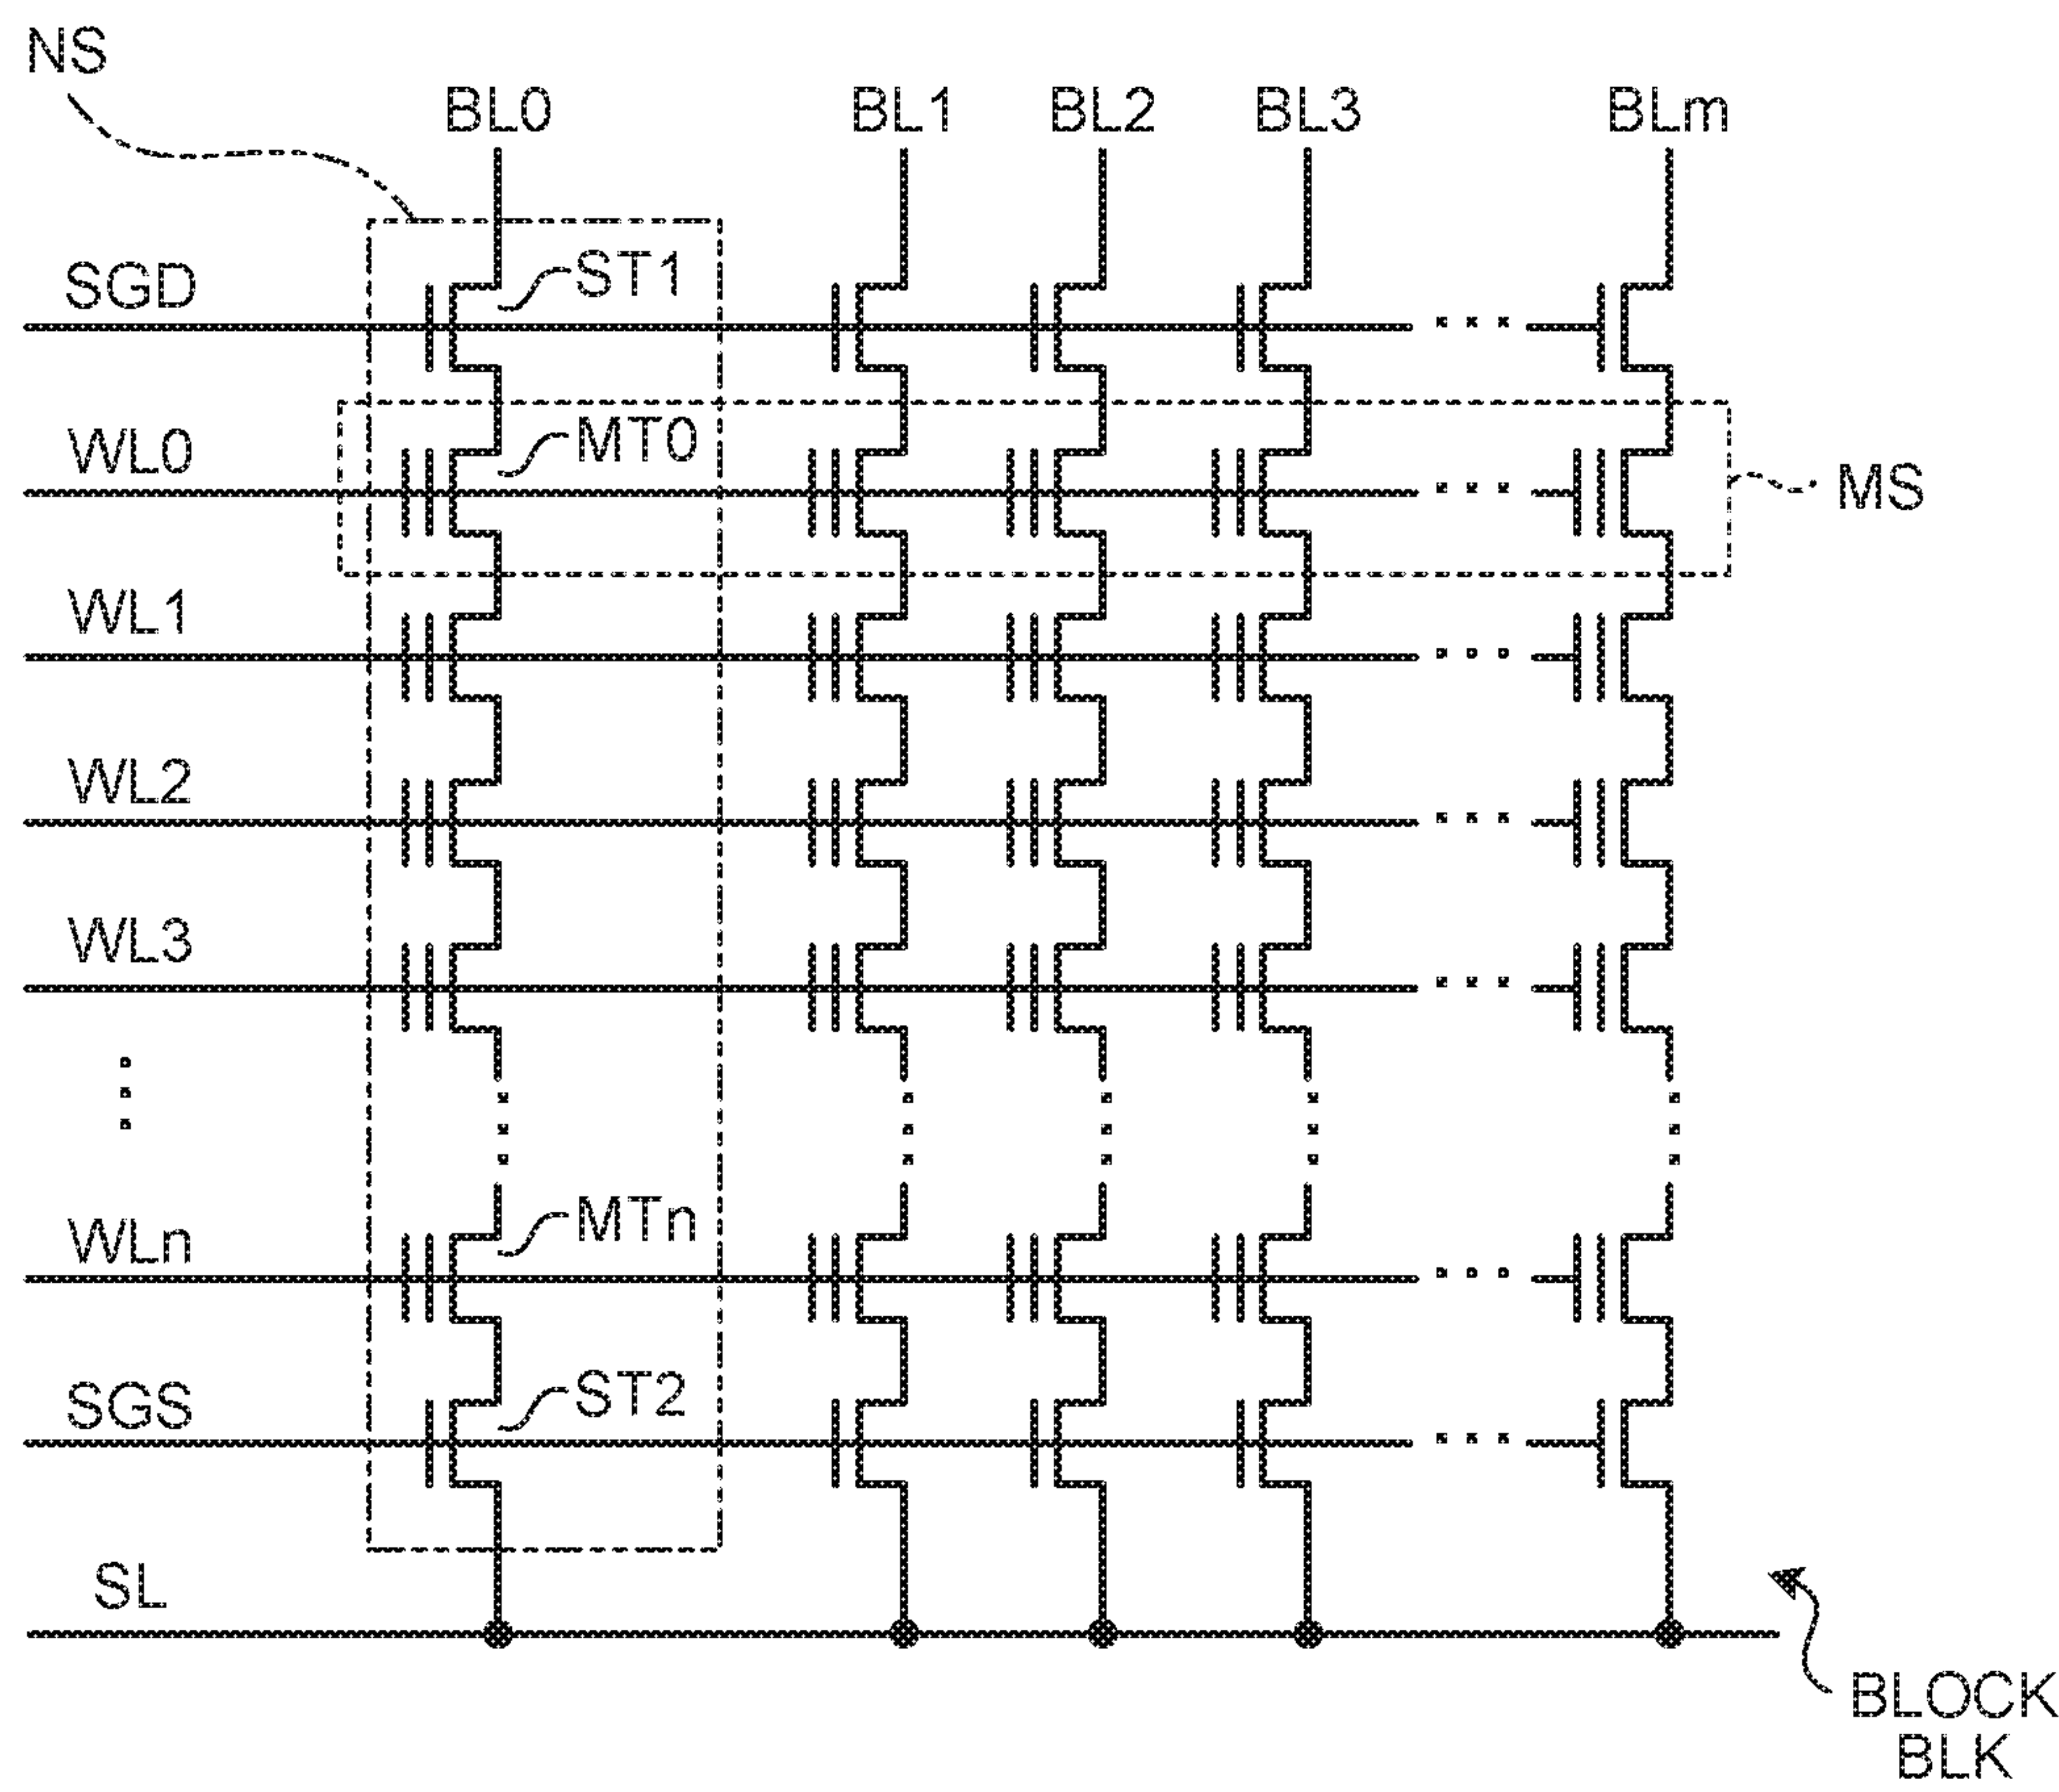 NS
BL0 BL1 BL2 BL3 BLm
SGD ST1
WL0 MT0 MS
WL1
WL2
WL3
WLn MTn
SGS ST2
SL
BLOCK
BLK